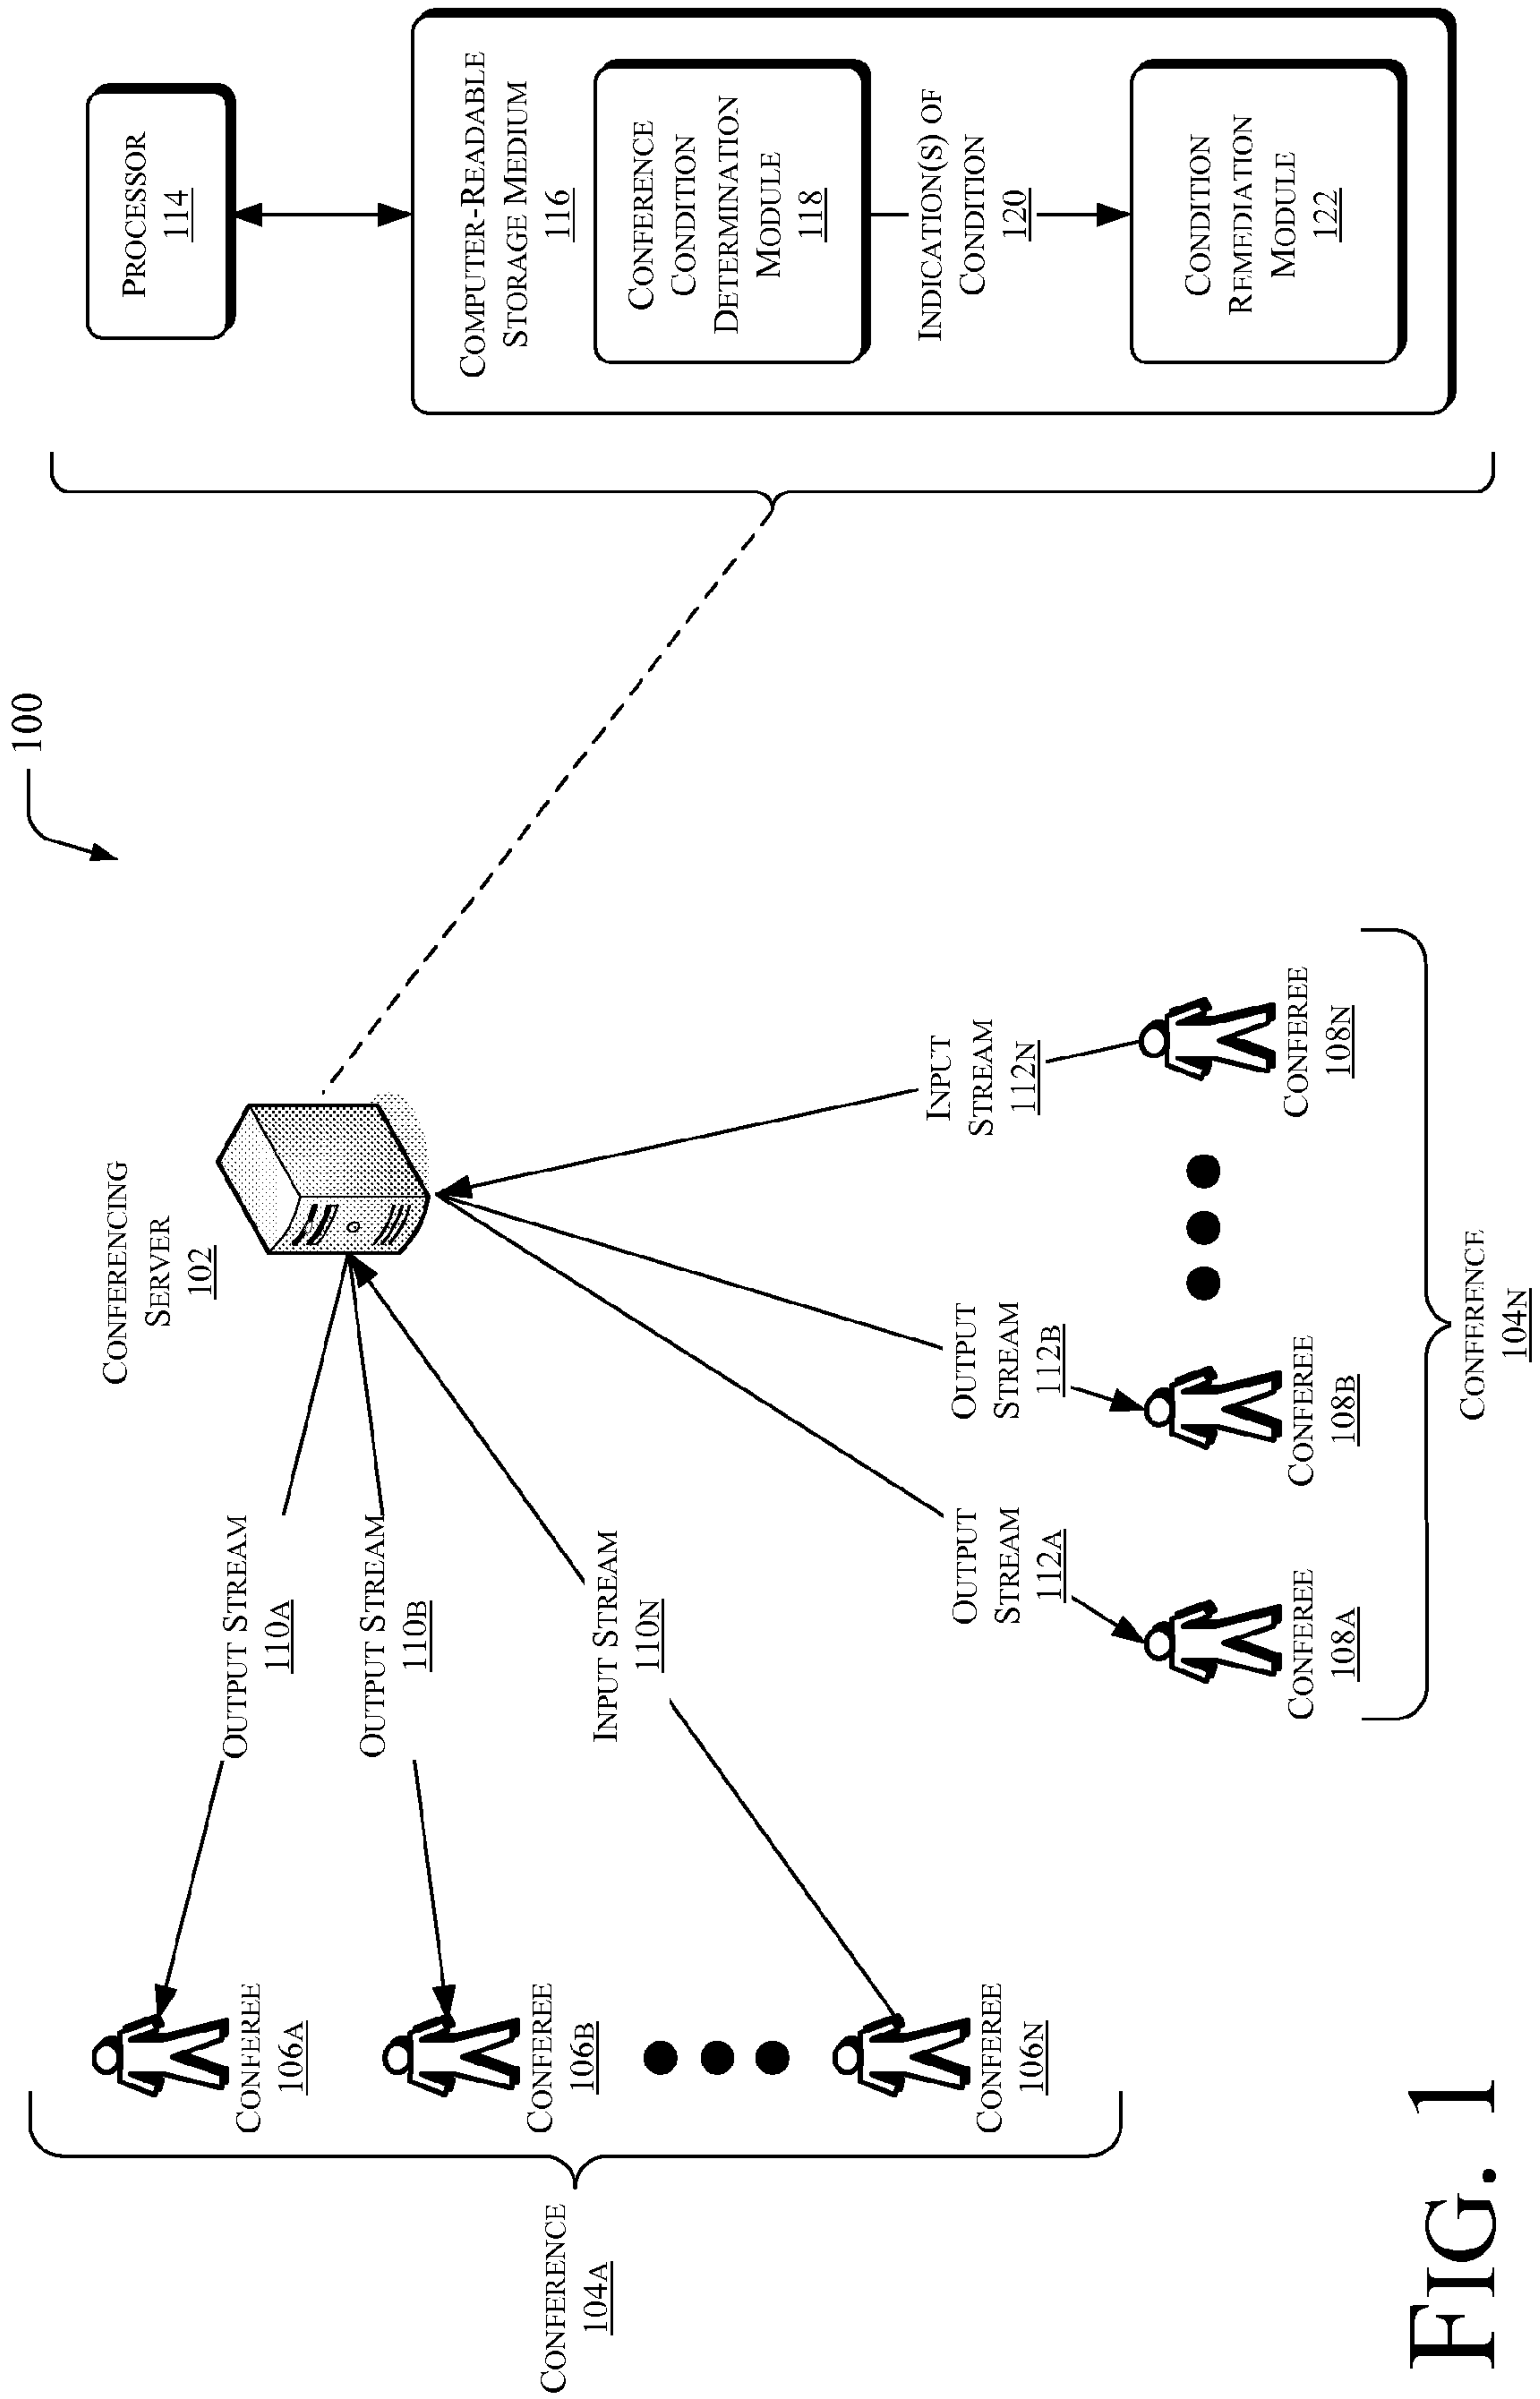 100
CONFERENCING
SERVER
102
PROCESSOR
114
COMPUTER-READABLE
STORAGE MEDIUM
116
CONFERENCE
CONDITION
DETERMINATION
MODULE
118
INDICATION(S) OF
CONDITION
120
CONDITION
REMEDIATION
MODULE
122
OUTPUT STREAM
110A
OUTPUT STREAM
110B
INPUT STREAM
110N
CONFEREE
106A
CONFEREE
106B
CONFEREE
106N
CONFERENCE
104A
OUTPUT
STREAM
112A
OUTPUT
STREAM
112B
INPUT
STREAM
112N
CONFEREE
108A
CONFEREE
108B
CONFEREE
108N
CONFERENCE
104N
FIG. 1